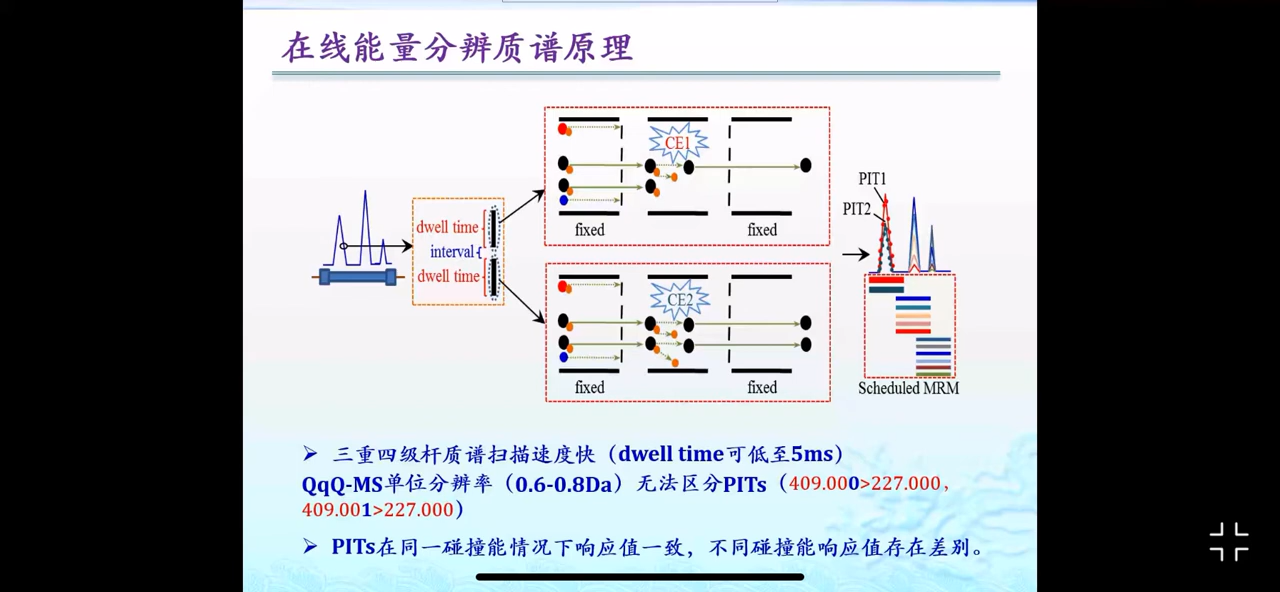 在线能量分辨质谱原理
CE1
fixed
fixed
PIT1
PIT2
dwell time
interval
dwell time
CE2
fixed
fixed
Scheduled MRM
➢ 三重四级杆质谱扫描速度快（dwell time可低至5ms）
QqQ-MS单位分辨率（0.6-0.8Da）无法区分PITs（409.000>227.000，
409.001>227.000）
➢ PITs在同一碰撞能情况下响应值一致，不同碰撞能响应值存在差别。